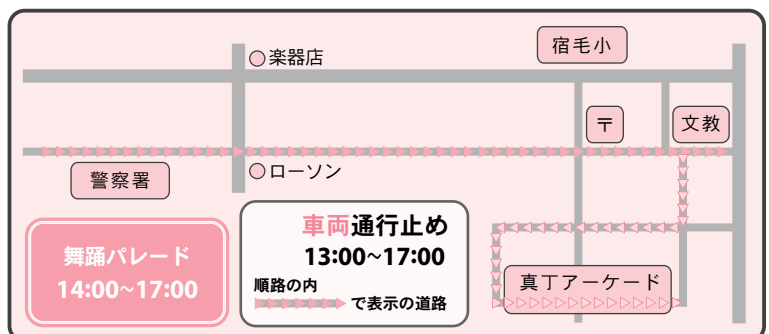 楽器店
宿毛小
〒
文教
ローソン
警察署
舞踊パレード
14:00~17:00
車両通行止め
13:00~17:00
順路の内
で表示の道路
真丁アーケード